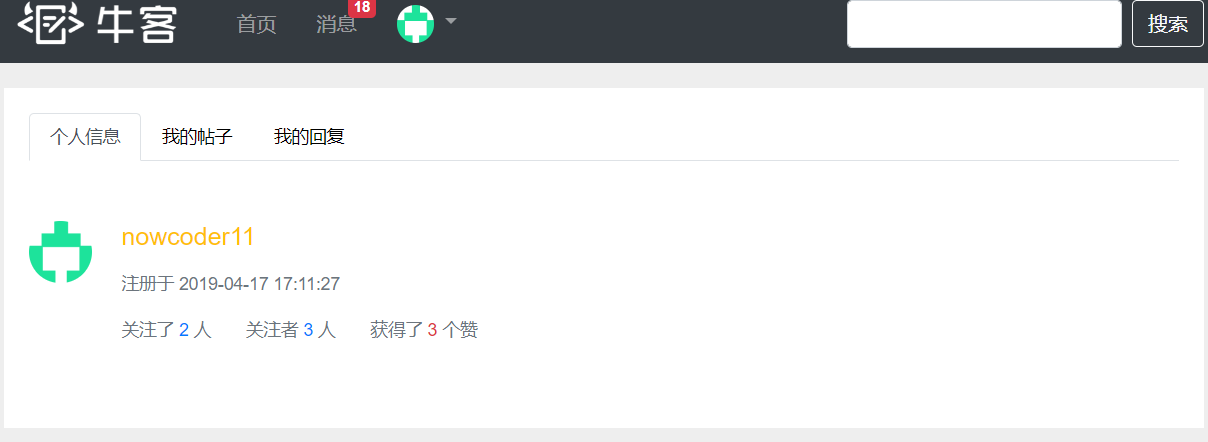 牛客 首页 消息 18 搜索
个人信息 我的帖子 我的回复
nowcoder11
注册于 2019-04-17 17:11:27
关注了 2 人 关注者 3 人 获得了 3 个赞